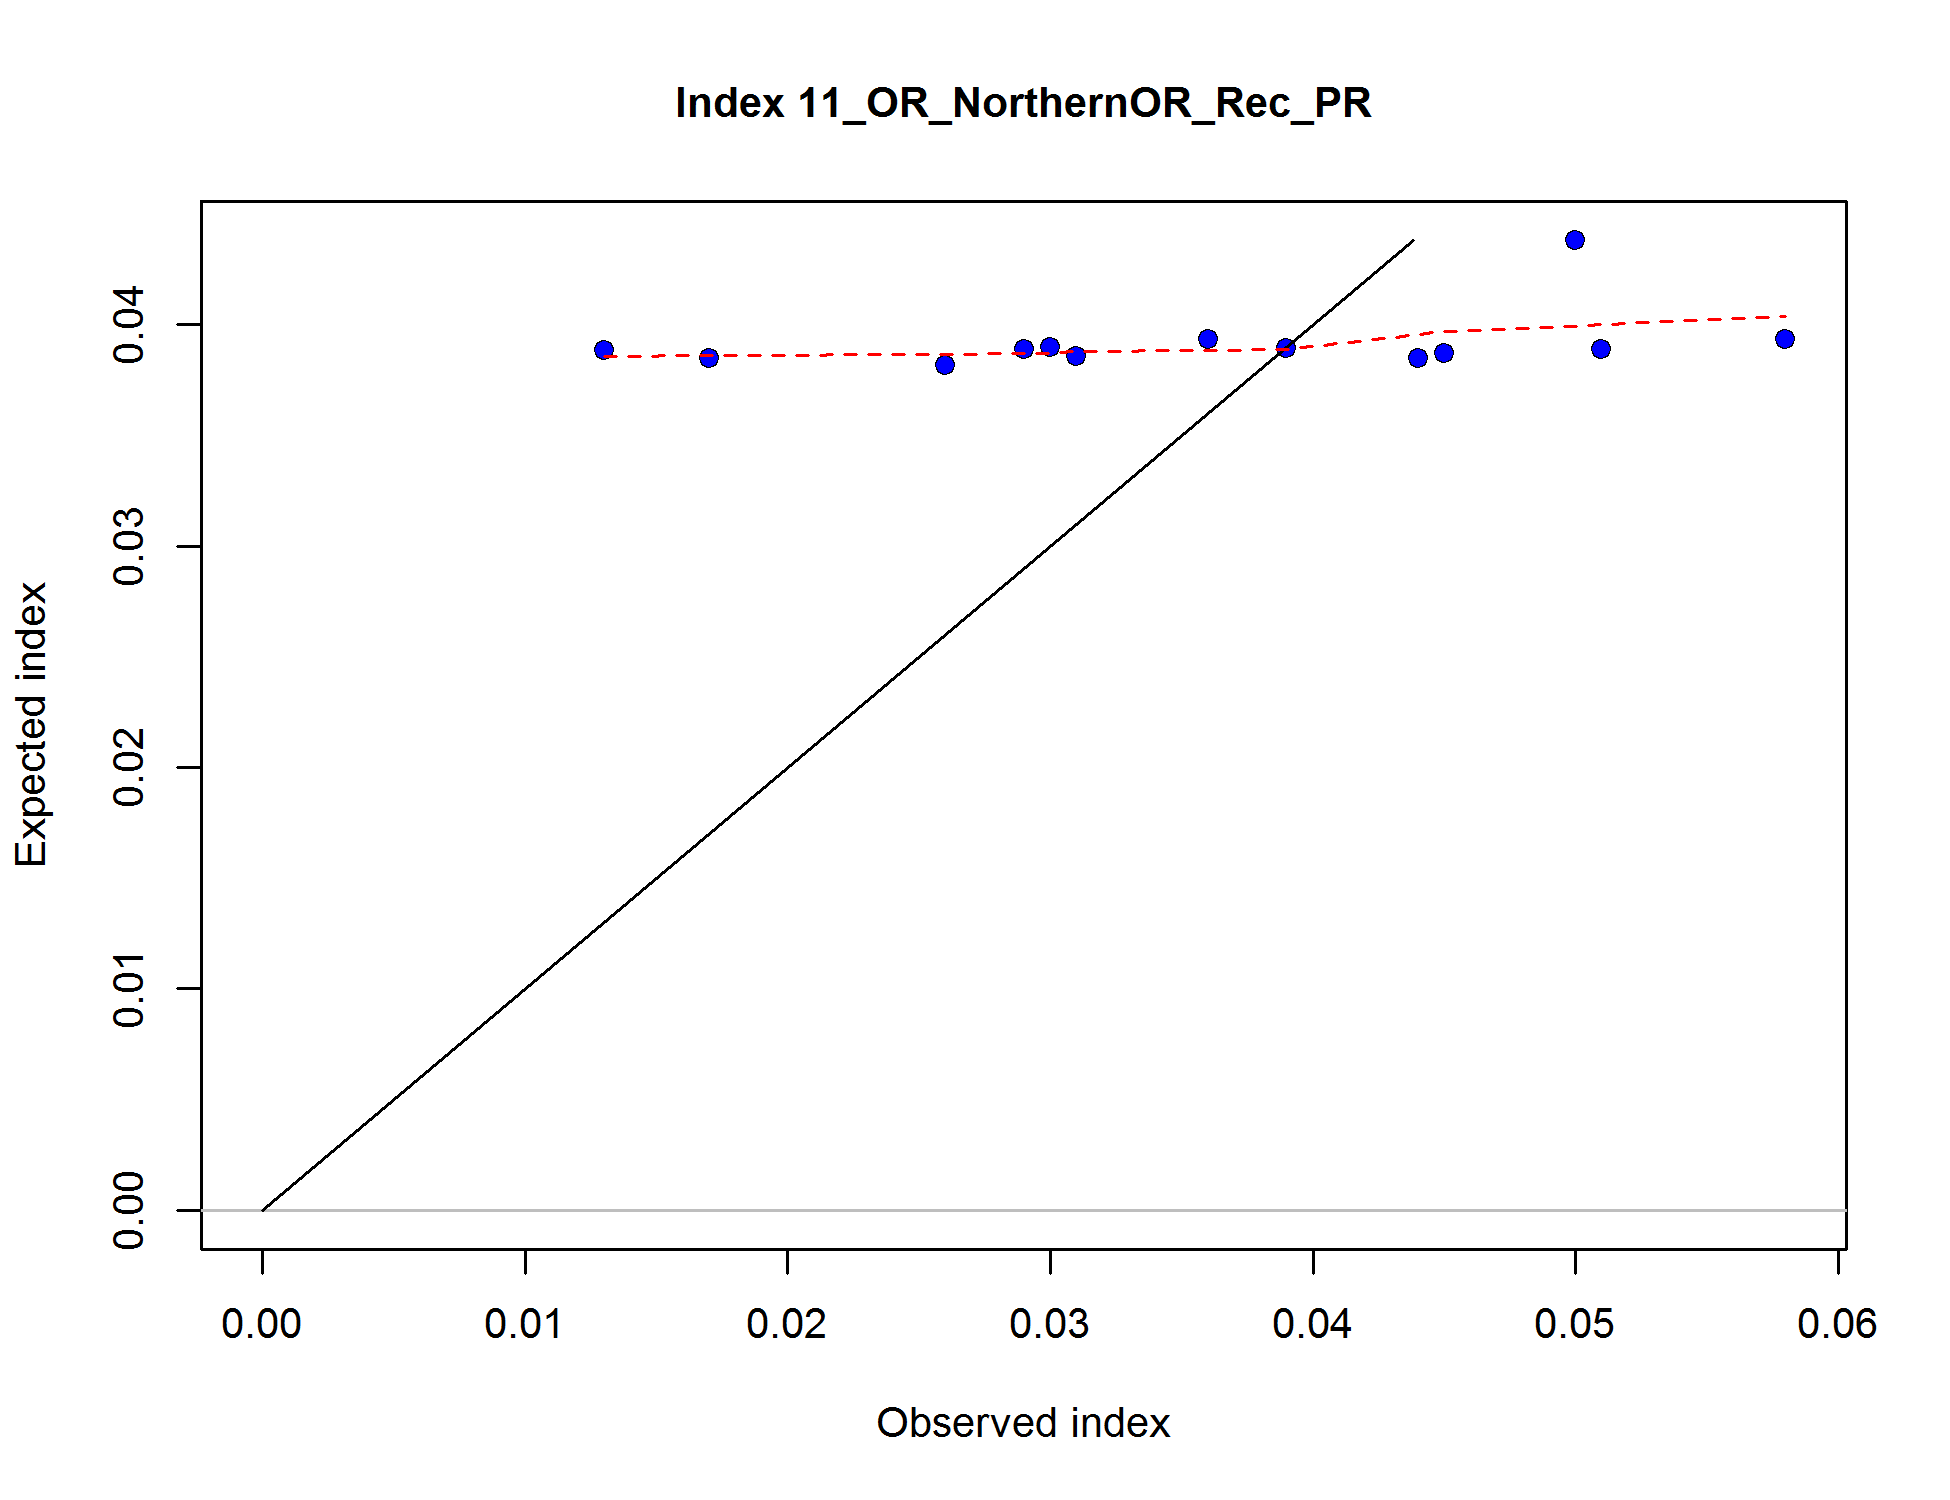 Index 11_OR_NorthernOR_Rec_PR
Expected index
0.04
0.03
0.02
0.01
0.00
0.00 0.01 0.02 0.03 0.04 0.05 0.06
Observed index